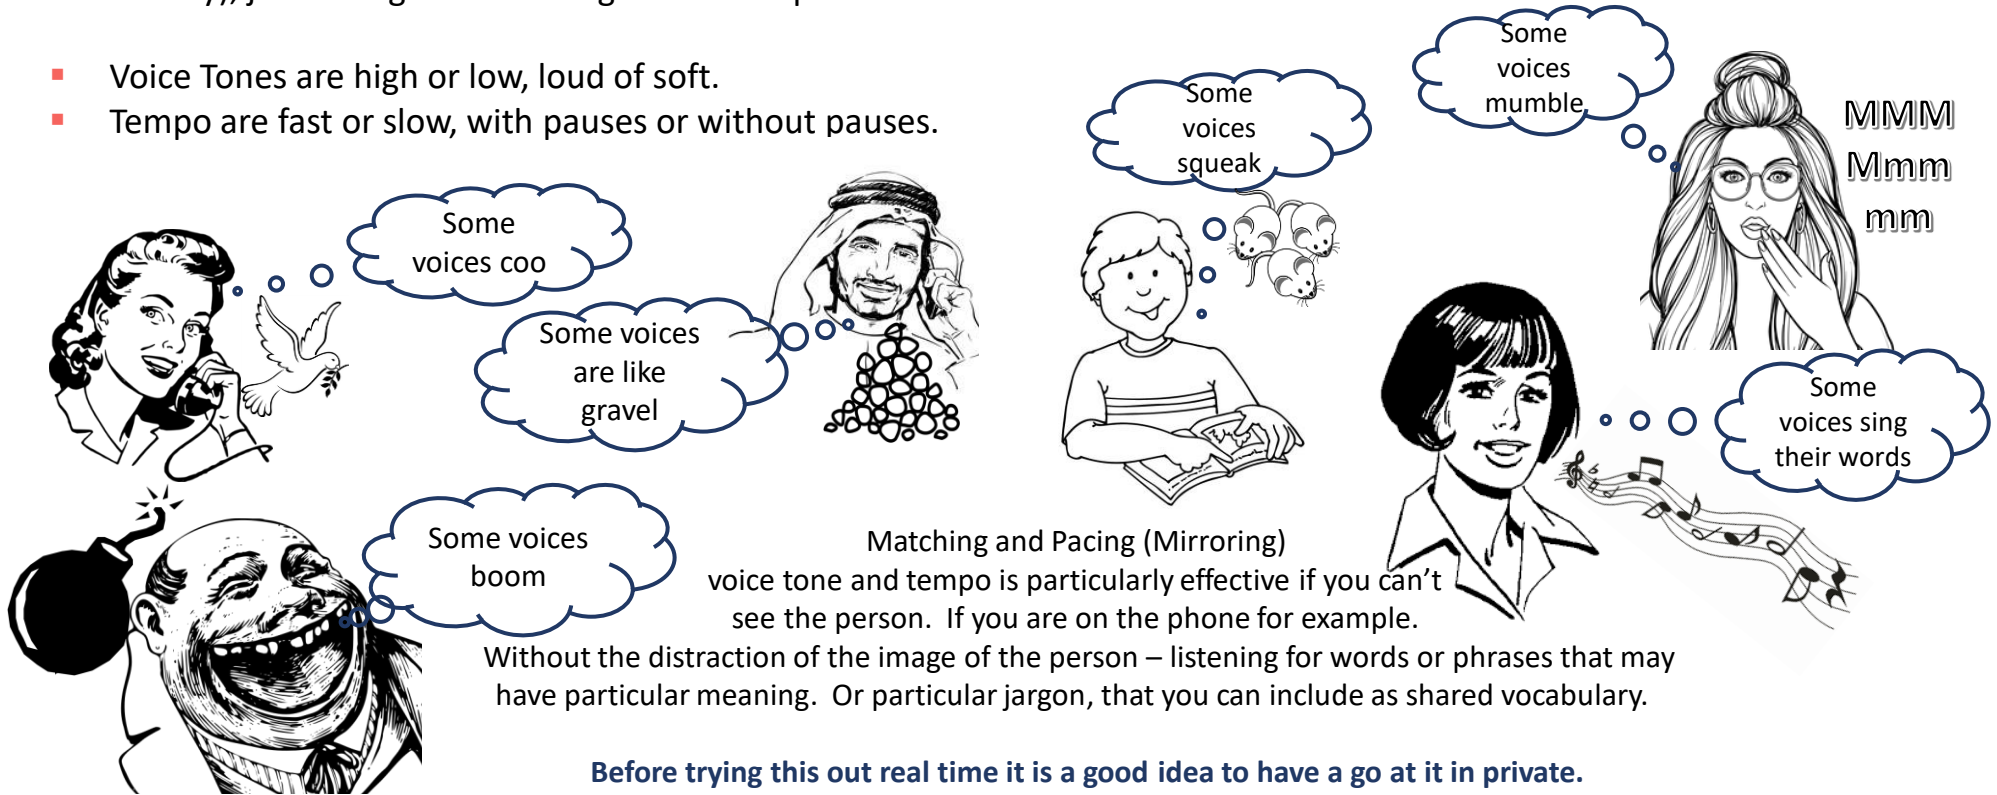 Voice Tones are high or low, loud of soft.
Tempo are fast or slow, with pauses or without pauses.
Some
voices coo
Some voices
are like
gravel
Some
voices
squeak
Some
voices
mumble
MMM
Mmm
mm
Some
voices sing
their words
Some voices
boom
Matching and Pacing (Mirroring)
voice tone and tempo is particularly effective if you can’t
see the person.  If you are on the phone for example.
Without the distraction of the image of the person – listening for words or phrases that may
have particular meaning.  Or particular jargon, that you can include as shared vocabulary.
Before trying this out real time it is a good idea to have a go at it in private.